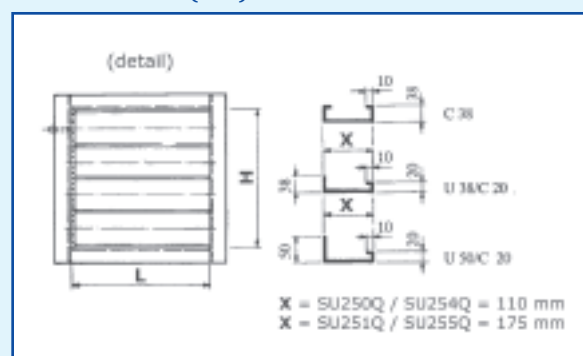 (detail)
10
38
C 38
X
10
38
20
U 38/C 20
H
X
10
50
20
U 50/C 20
L
X = SU250Q / SU254Q = 110 mm
X = SU251Q / SU255Q = 175 mm